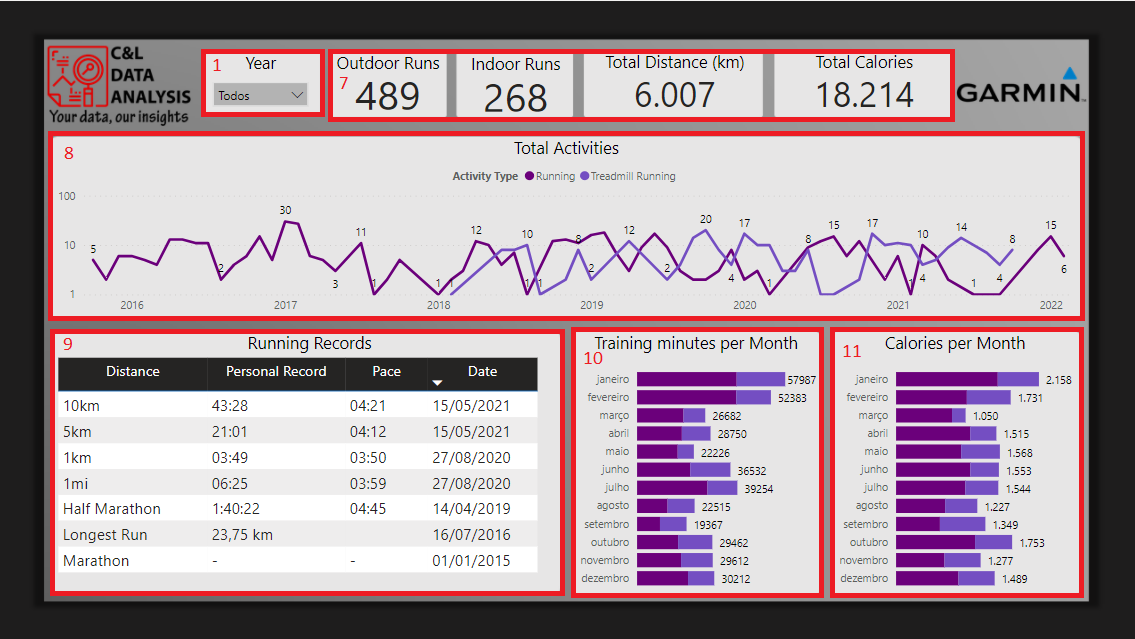 C&L
DATA
ANALYSIS
Your data, our insights
1 Year
Todos
Outdoor Runs
7 489
Indoor Runs
268
Total Distance (km)
6.007
Total Calories
18.214
GARMIN
8 Total Activities
Activity Type Running Treadmill Running
100
10
1
5
2
30
3
11
1
1
1
12
10
1
1
8
2
12
2
20
4
17
1
8
15
17
1
10
4
14
1
4
8
15
6
2016 2017 2018 2019 2020 2021 2022
9 Running Records
Distance Personal Record Pace Date
10km 43:28 04:21 15/05/2021
5km 21:01 04:12 15/05/2021
1km 03:49 03:50 27/08/2020
1mi 06:25 03:59 27/08/2020
Half Marathon 1:40:22 04:45 14/04/2019
Longest Run 23,75 km 16/07/2016
Marathon - - 01/01/2015
10 Training minutes per Month
janeiro 57987
fevereiro 52383
março 26682
abril 28750
maio 22226
junho 36532
julho 39254
agosto 22515
setembro 19367
outubro 29462
novembro 29612
dezembro 30212
11 Calories per Month
janeiro 2.158
fevereiro 1.731
março 1.050
abril 1.515
maio 1.568
junho 1.553
julho 1.544
agosto 1.227
setembro 1.349
outubro 1.753
novembro 1.277
dezembro 1.489